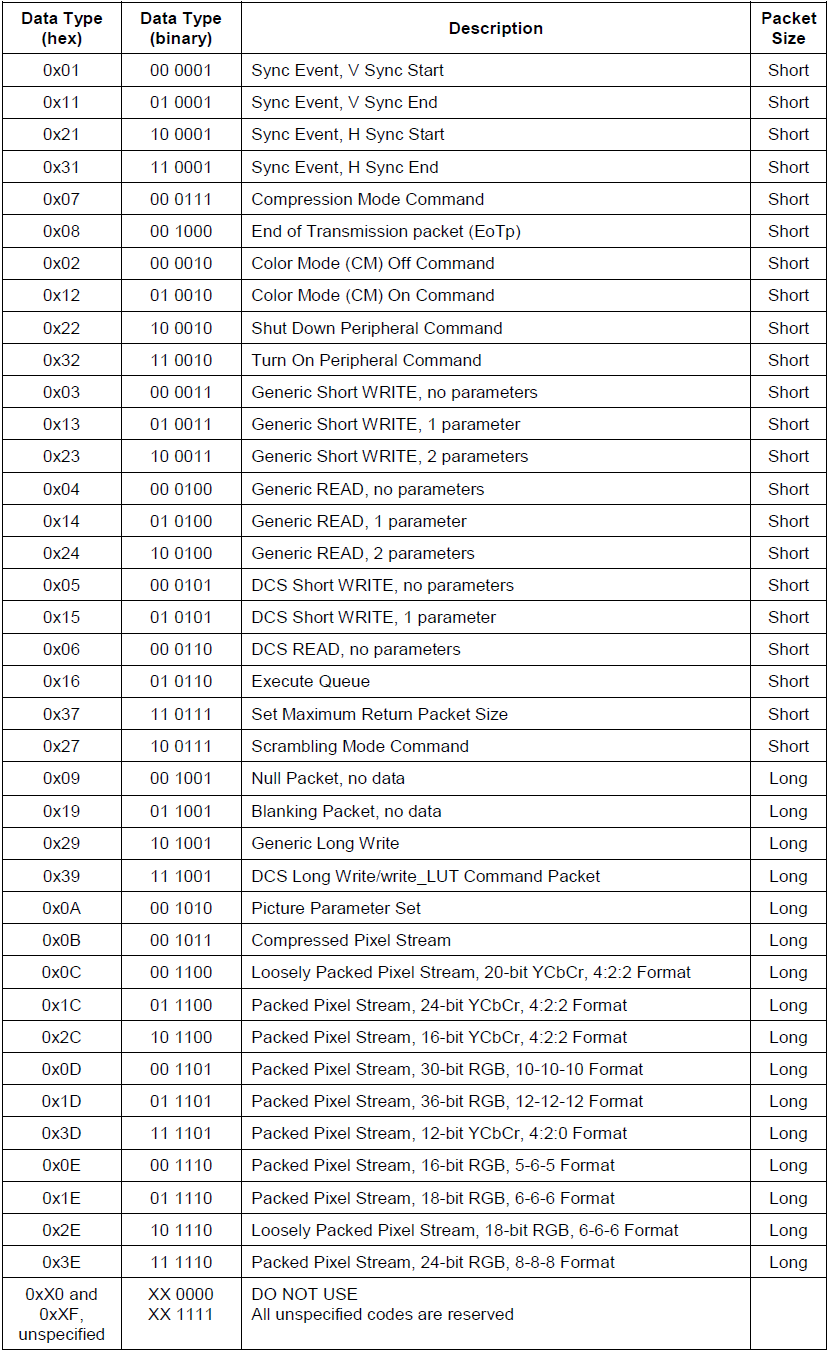 Data Type (hex) Data Type (binary) Description Packet Size
0x01 00 0001 Sync Event, V Sync Start Short
0x11 01 0001 Sync Event, V Sync End Short
0x21 10 0001 Sync Event, H Sync Start Short
0x31 11 0001 Sync Event, H Sync End Short
0x07 00 0111 Compression Mode Command Short
0x08 00 1000 End of Transmission packet (EoTp) Short
0x02 00 0010 Color Mode (CM) Off Command Short
0x12 01 0010 Color Mode (CM) On Command Short
0x22 10 0010 Shut Down Peripheral Command Short
0x32 11 0010 Turn On Peripheral Command Short
0x03 00 0011 Generic Short WRITE, no parameters Short
0x13 01 0011 Generic Short WRITE, 1 parameter Short
0x23 10 0011 Generic Short WRITE, 2 parameters Short
0x04 00 0100 Generic READ, no parameters Short
0x14 01 0100 Generic READ, 1 parameter Short
0x24 10 0100 Generic READ, 2 parameters Short
0x05 00 0101 DCS Short WRITE, no parameters Short
0x15 01 0101 DCS Short WRITE, 1 parameter Short
0x06 00 0110 DCS READ, no parameters Short
0x16 01 0110 Execute Queue Short
0x37 11 0111 Set Maximum Return Packet Size Short
0x27 10 0111 Scrambling Mode Command Short
0x09 00 1001 Null Packet, no data Long
0x19 01 1001 Blanking Packet, no data Long
0x29 10 1001 Generic Long Write Long
0x39 11 1001 DCS Long Write/write_LUT Command Packet Long
0x0A 00 1010 Picture Parameter Set Long
0x0B 00 1011 Compressed Pixel Stream Long
0x0C 00 1100 Loosely Packed Pixel Stream, 20-bit YCbCr, 4:2:2 Format Long
0x1C 01 1100 Packed Pixel Stream, 24-bit YCbCr, 4:2:2 Format Long
0x2C 10 1100 Packed Pixel Stream, 16-bit YCbCr, 4:2:2 Format Long
0x0D 00 1101 Packed Pixel Stream, 30-bit RGB, 10-10-10 Format Long
0x1D 01 1101 Packed Pixel Stream, 36-bit RGB, 12-12-12 Format Long
0x3D 11 1101 Packed Pixel Stream, 12-bit YCbCr, 4:2:0 Format Long
0x0E 00 1110 Packed Pixel Stream, 16-bit RGB, 5-6-5 Format Long
0x1E 01 1110 Packed Pixel Stream, 18-bit RGB, 6-6-6 Format Long
0x2E 10 1110 Loosely Packed Pixel Stream, 18-bit RGB, 6-6-6 Format Long
0x3E 11 1110 Packed Pixel Stream, 24-bit RGB, 8-8-8 Format Long
0xX0 and XX 0000 DO NOT USE
0xXF, XX 1111 All unspecified codes are reserved
unspecified